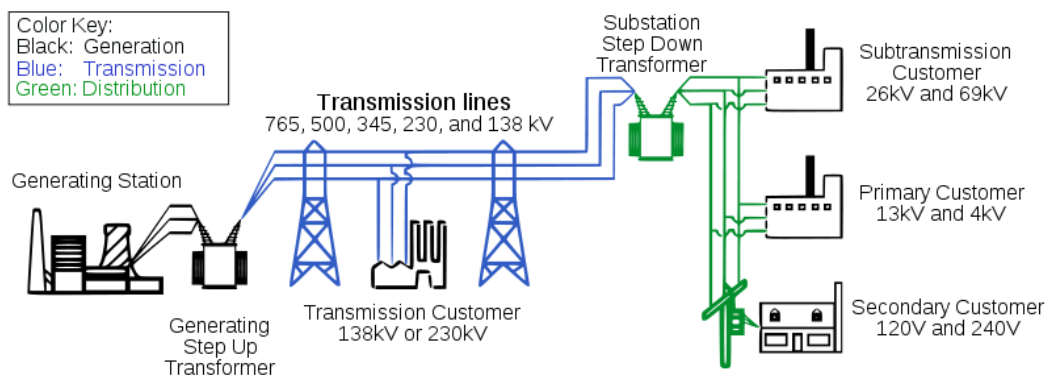 Color Key:
Black: Generation
Blue: Transmission
Green: Distribution
Substation
Step Down
Transformer
Subtransmission
Customer
26kV and 69kV
Transmission lines
765, 500, 345, 230, and 138 kV
Generating Station
Primary Customer
13kV and 4kV
Transmission Customer
138kV or 230kV
Generating
Step Up
Transformer
Secondary Customer
120V and 240V